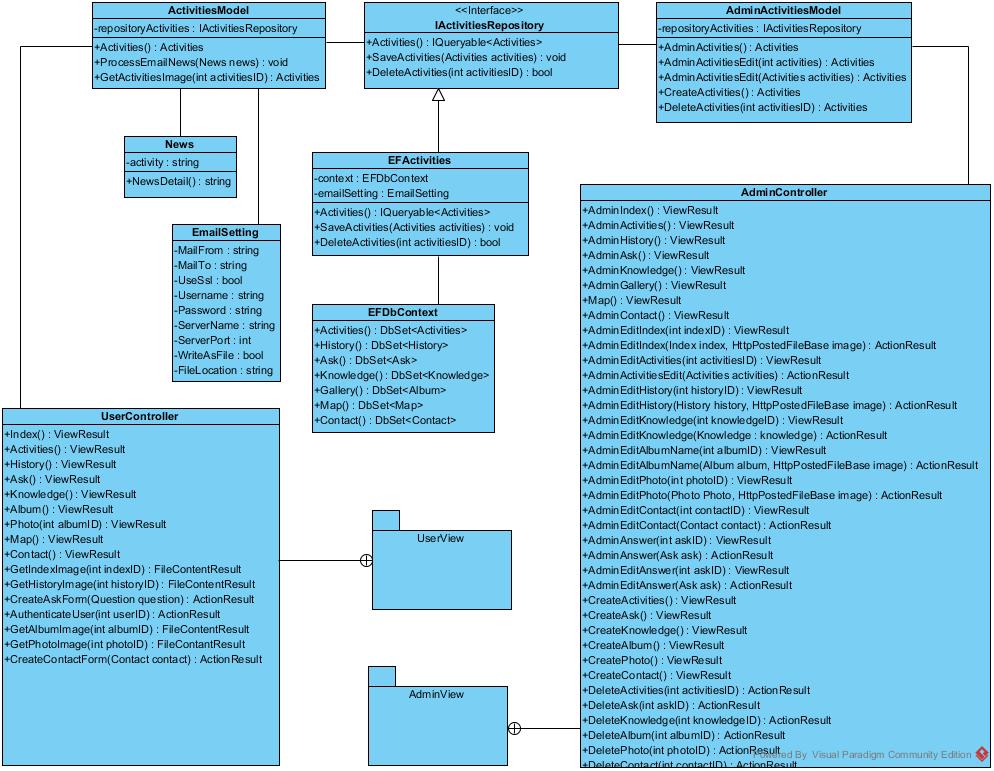 ActivitiesModel
-repositoryActivities : IActivitiesRepository
+Activities() : Activities
+ProcessEmailNews(News news) : void
+GetActivitiesImage(int activitiesID) : Activities
<<Interface>>
IActivitiesRepository
+Activities() : IQueryable<Activities>
+SaveActivities(Activities activities) : void
+DeleteActivities(int activitiesID) : bool
AdminActivitiesModel
-repositoryActivities : IActivitiesRepository
+AdminActivities() : Activities
+AdminActivitiesEdit(int activities) : Activities
+AdminActivitiesEdit(Activities activities) : Activities
+CreateActivities() : Activities
+DeleteActivities(int activitiesID) : Activities
News
-activity : string
+NewsDetail() : string
EFActivities
-context : EFDbContext
-emailSetting : EmailSetting
+Activities() : IQueryable<Activities>
+SaveActivities(Activities activities) : void
+DeleteActivities(int activitiesID) : bool
EmailSetting
-MailFrom : string
-MailTo : string
-UseSsl : bool
-Username : string
-Password : string
-ServerName : string
-ServerPort : int
-WriteAsFile : bool
-FileLocation : string
EFDbContext
+Activities() : DbSet<Activities>
+History() : DbSet<History>
+Ask() : DbSet<Ask>
+Knowledge() : DbSet<Knowledge>
+Gallery() : DbSet<Album>
+Map() : DbSet<Map>
+Contact() : DbSet<Contact>
AdminController
+AdminIndex() : ViewResult
+AdminActivities() : ViewResult
+AdminHistory() : ViewResult
+AdminAsk() : ViewResult
+AdminKnowledge() : ViewResult
+AdminGallery() : ViewResult
+Map() : ViewResult
+AdminContact() : ViewResult
+AdminEditIndex(int indexID) : ViewResult
+AdminEditIndex(Index index, HttpPostedFileBase image) : ActionResult
+AdminEditActivities(int activitiesID) : ViewResult
+AdminActivitiesEdit(Activities activities) : ActionResult
+AdminEditHistory(int historyID) : ViewResult
+AdminEditHistory(History history, HttpPostedFileBase image) : ActionResult
+AdminEditKnowledge(int knowledgeID) : ViewResult
+AdminEditKnowledge(Knowledge : knowledge) : ActionResult
+AdminEditAlbumName(int albumID) : ViewResult
+AdminEditAlbumName(Album album, HttpPostedFileBase image) : ActionResult
+AdminEditPhoto(int photoID) : ViewResult
+AdminEditPhoto(Photo Photo, HttpPostedFileBase image) : ActionResult
+AdminEditContact(int contactID) : ViewResult
+AdminEditContact(Contact contact) : ActionResult
+AdminAnswer(int askID) : ViewResult
+AdminAnswer(Ask ask) : ActionResult
+AdminEditAnswer(int askID) : ViewResult
+AdminEditAnswer(Ask ask) : ActionResult
+CreateActivities() : ViewResult
+CreateAsk() : ViewResult
+CreateKnowledge() : ViewResult
+CreateAlbum() : ViewResult
+CreatePhoto() : ViewResult
+CreateContact() : ViewResult
+DeleteActivities(int activitiesID) : ActionResult
+DeleteAsk(int askID) : ActionResult
+DeleteKnowledge(int knowledgeID) : ActionResult
+DeleteAlbum(int albumID) : ActionResult
+DeletePhoto(int photoID) : ActionResult
+DeleteContact(int contactID) : ActionResult
UserController
+Index() : ViewResult
+Activities() : ViewResult
+History() : ViewResult
+Ask() : ViewResult
+Knowledge() : ViewResult
+Album() : ViewResult
+Photo(int albumID) : ViewResult
+Map() : ViewResult
+Contact() : ViewResult
+GetIndexImage(int indexID) : FileContentResult
+GetHistoryImage(int historyID) : FileContentResult
+CreateAskForm(Question question) : ActionResult
+AuthenticateUser(int userID) : ActionResult
+GetAlbumImage(int albumID) : FileContentResult
+GetPhotoImage(int photoID) : FileContantResult
+CreateContactForm(Contact contact) : ActionResult
UserView
AdminView
Powered By Visual Paradigm Community Edition